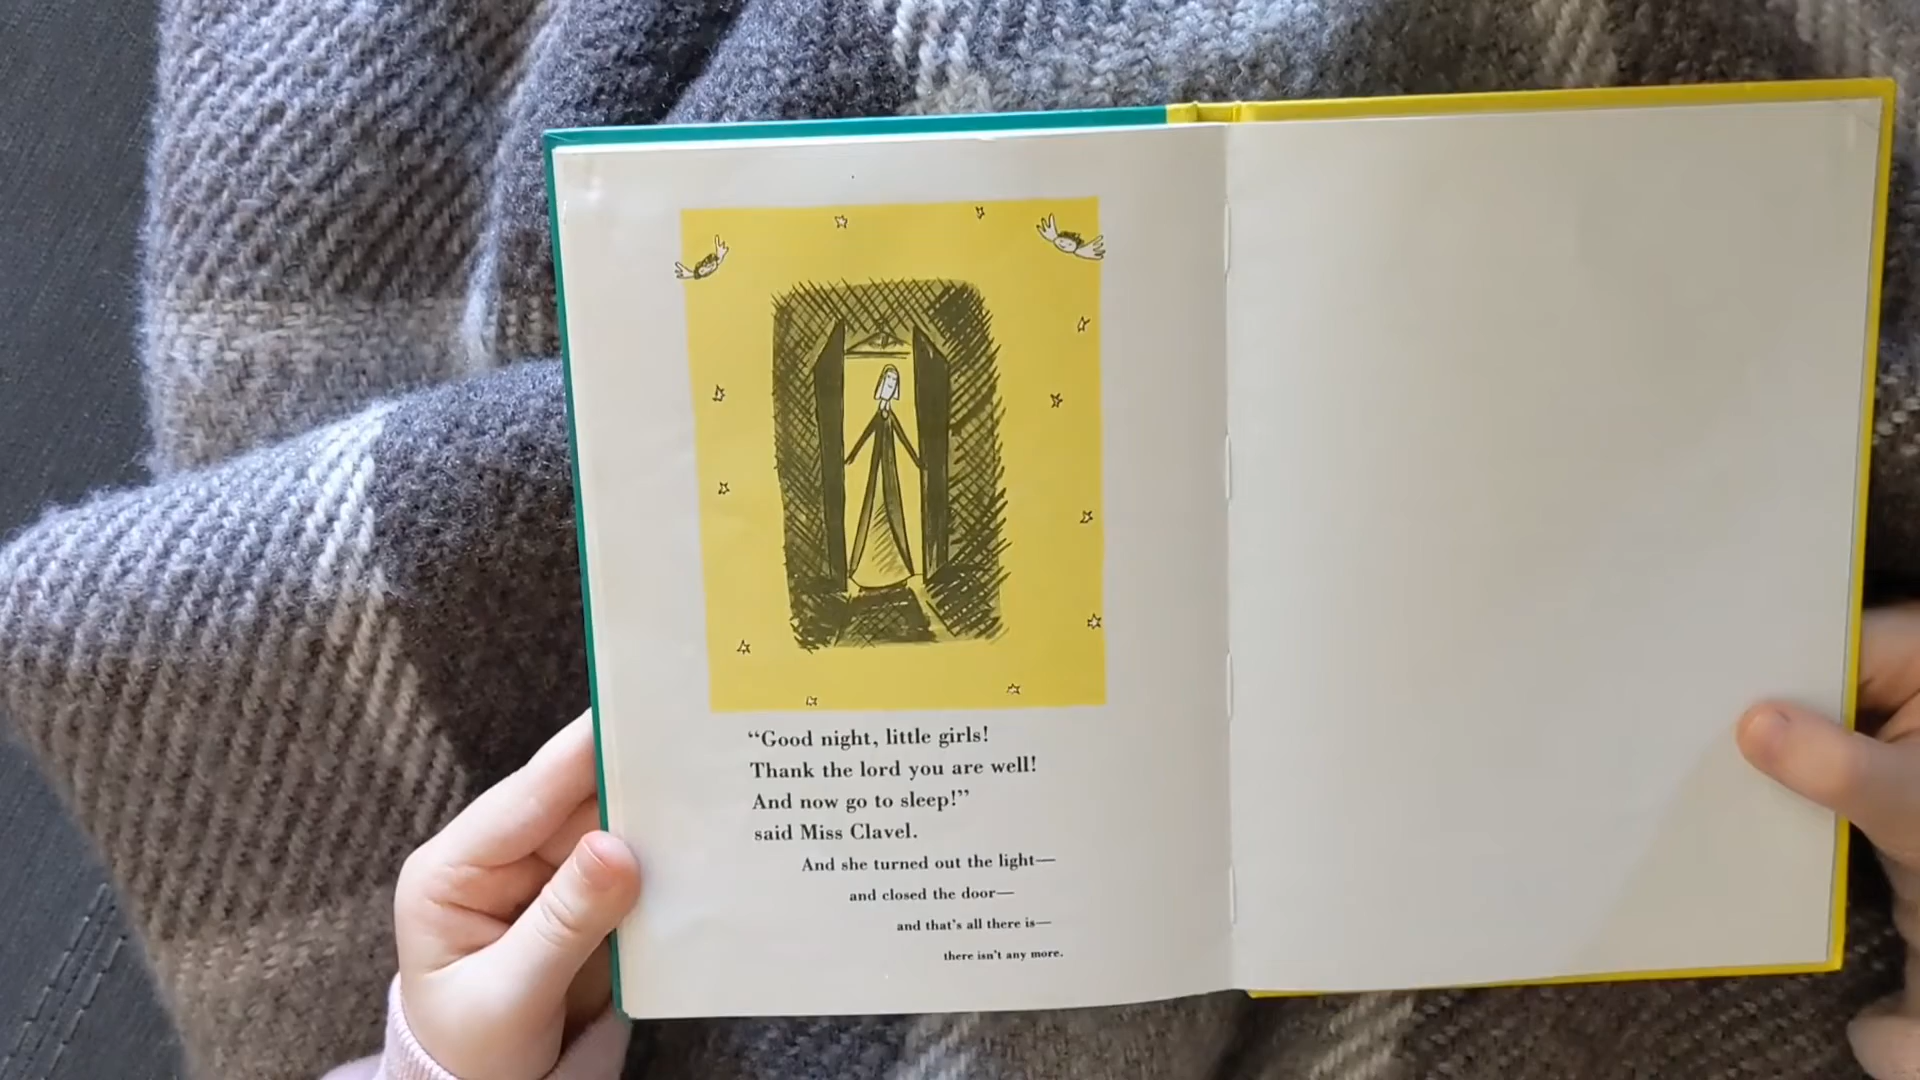 “Good night, little girls!
Thank the lord you are well!
And now go to sleep!”
said Miss Clavel.
And she turned out the light—
and closed the door—
and that’s all there is—
there isn’t any more.